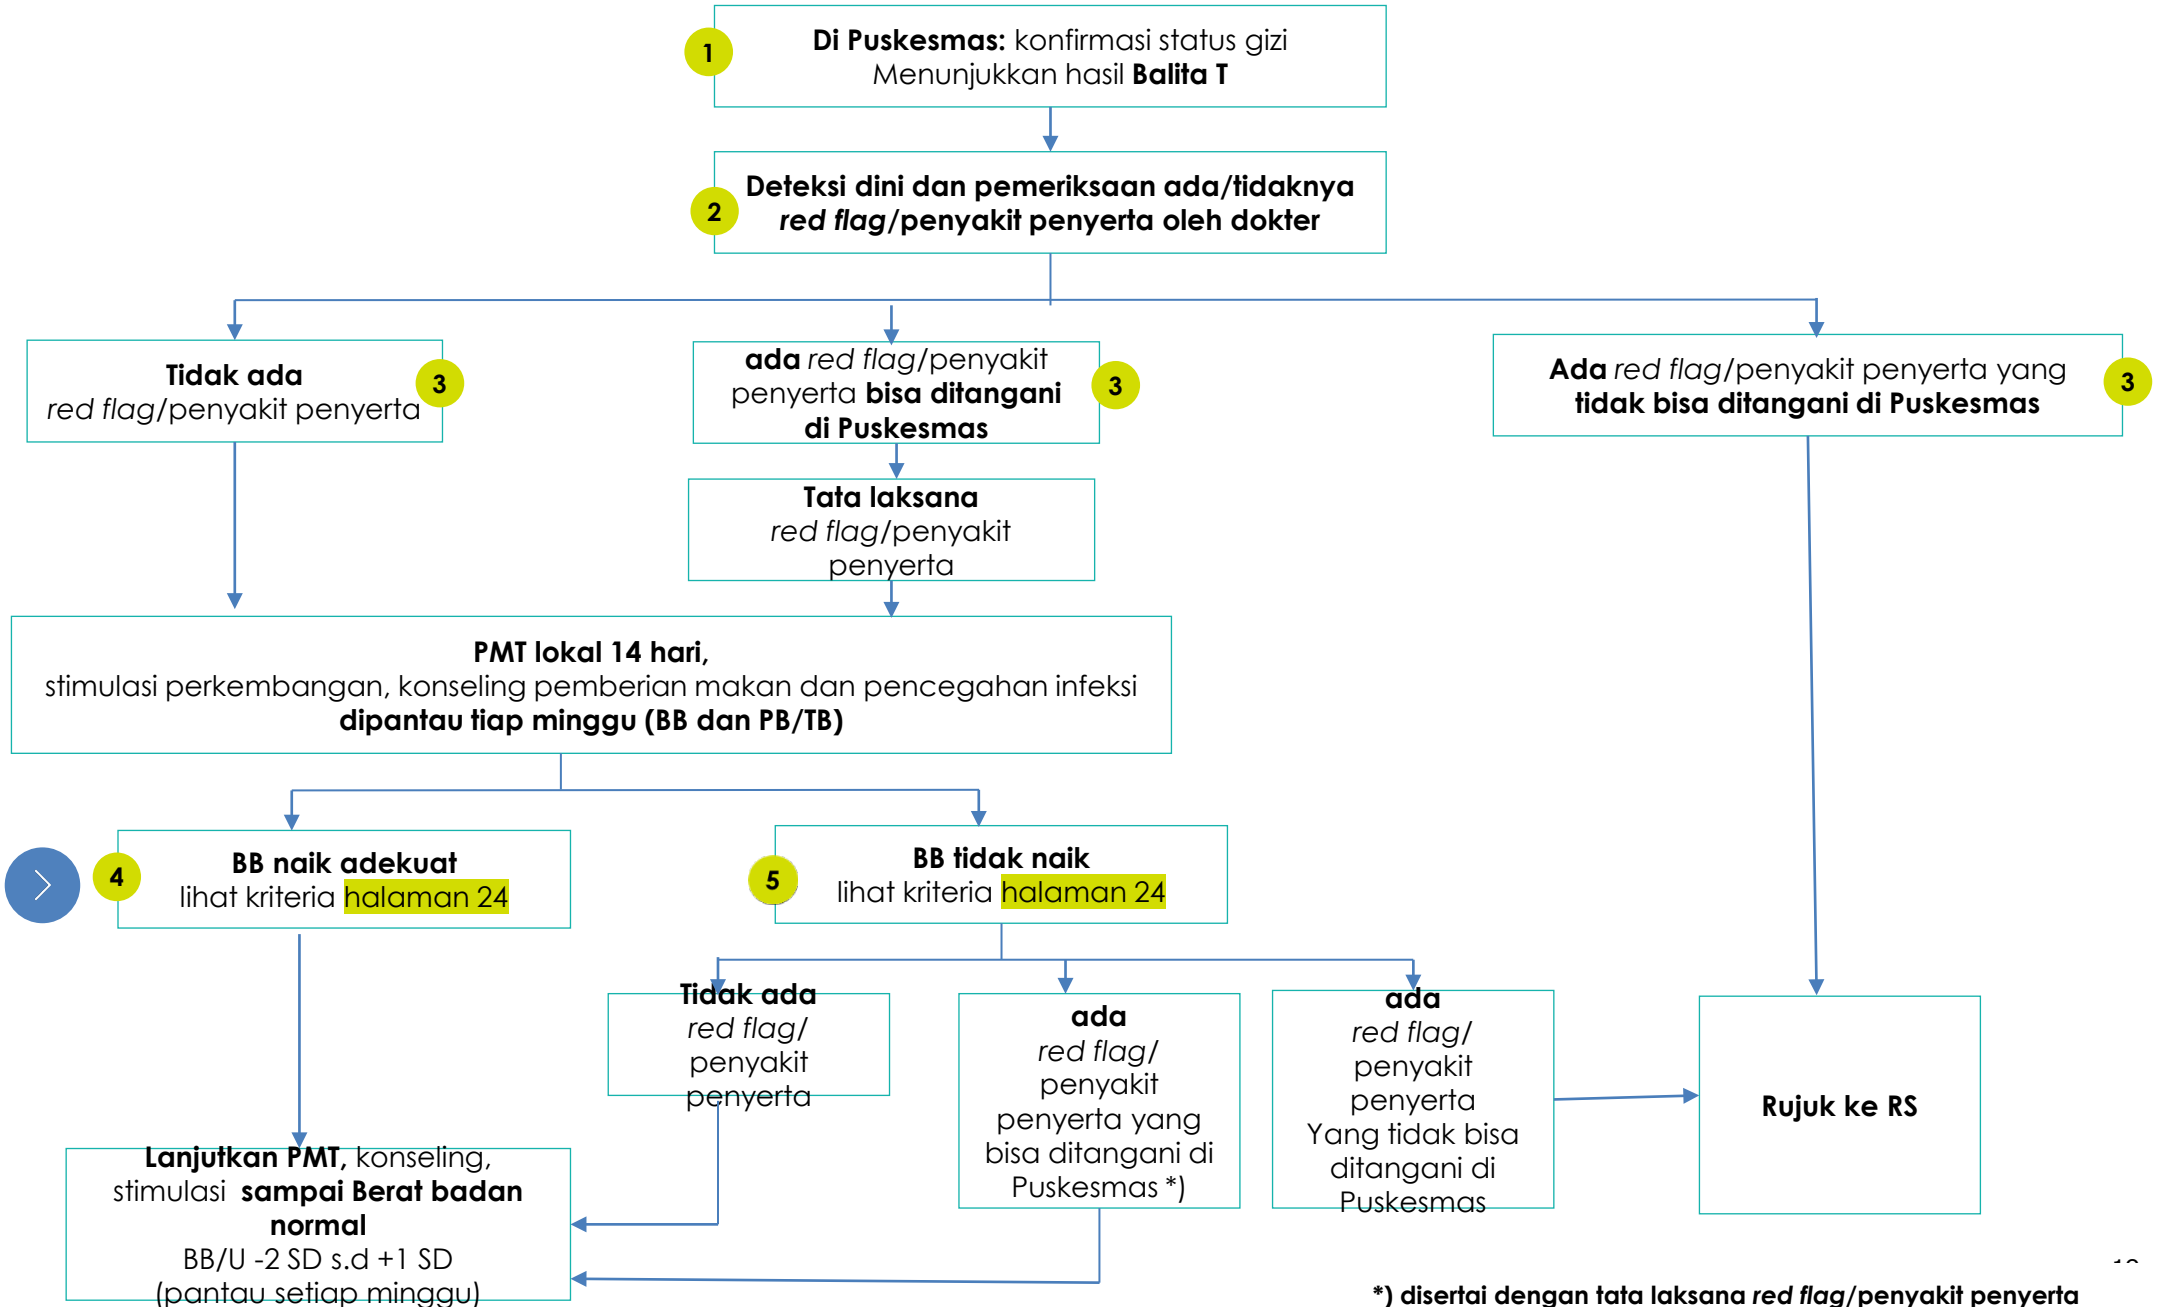 1
Di Puskesmas: konfirmasi status gizi
Menunjukkan hasil Balita T
2
Deteksi dini dan pemeriksaan ada/tidaknya
red flag/penyakit penyerta oleh dokter
Tidak ada
red flag/penyakit penyerta
3
ada red flag/penyakit
penyerta bisa ditangani
di Puskesmas
3
Ada red flag/penyakit penyerta yang
tidak bisa ditangani di Puskesmas
3
Tata laksana
red flag/penyakit
penyerta
PMT lokal 14 hari,
stimulasi perkembangan, konseling pemberian makan dan pencegahan infeksi
dipantau tiap minggu (BB dan PB/TB)
4
BB naik adekuat
lihat kriteria halaman 24
5
BB tidak naik
lihat kriteria halaman 24
Tidak ada
red flag/
penyakit
penyerta
ada
red flag/
penyakit
penyerta yang
bisa ditangani di
Puskesmas *)
ada
red flag/
penyakit
penyerta
Yang tidak bisa
ditangani di
Puskesmas
Rujuk ke RS
Lanjutkan PMT, konseling,
stimulasi sampai Berat badan
normal
BB/U -2 SD s.d +1 SD
(pantau setiap minggu)
*) disertai dengan tata laksana red flag/penyakit penyerta